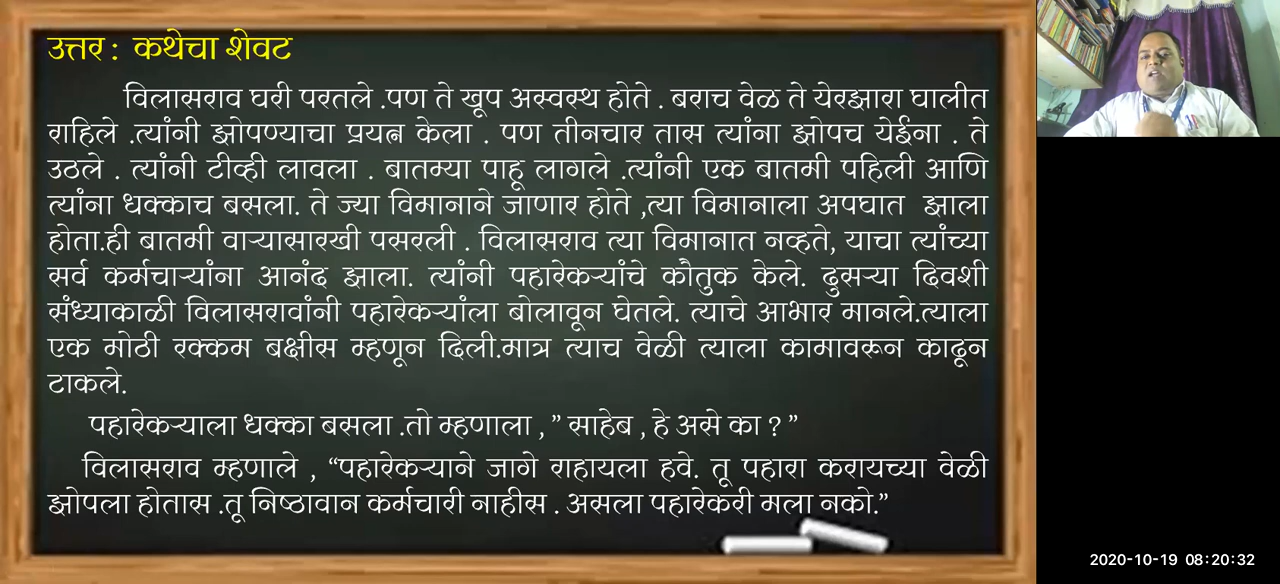 उत्तर : कथेचा शेवट
विलासराव घरी परतले .पण ते खूप अस्वस्थ होते . बराच वेळ ते येरझारा घालीत
राहिले .त्यांनी झोपण्याचा प्रयत्न केला . पण तीनचार तास त्यांना झोपच येईना . ते
उठले . त्यांनी टीव्ही लावला . बातम्या पाहू लागले .त्यांनी एक बातमी पहिली आणि
त्यांना धक्काच बसला. ते ज्या विमानाने जाणार होते ,त्या विमानाला अपघात झाला
होता.ही बातमी वाऱ्यासारखी पसरली . विलासराव त्या विमानात नव्हते, याचा त्यांच्या
सर्व कर्मचाऱ्यांना आनंद झाला. त्यांनी पहारेकऱ्यांचे कौतुक केले. दुसऱ्या दिवशी
संध्याकाळी विलासरावांनी पहारेकऱ्यांला बोलावून घेतले. त्याचे आभार मानले.त्याला
एक मोठी रक्कम बक्षीस म्हणून दिली.मात्र त्याच वेळी त्याला कामावरून काढून
टाकले.
पहारेकऱ्याला धक्का बसला .तो म्हणाला , ” साहेब , हे असे का ? ”
विलासराव म्हणाले , “पहारेकऱ्याने जागे राहायला हवे. तू पहारा करायच्या वेळी
झोपला होतास .तू निष्ठावान कर्मचारी नाहीस . असला पहारेकरी मला नको.”
2020-10-19 08:20:32